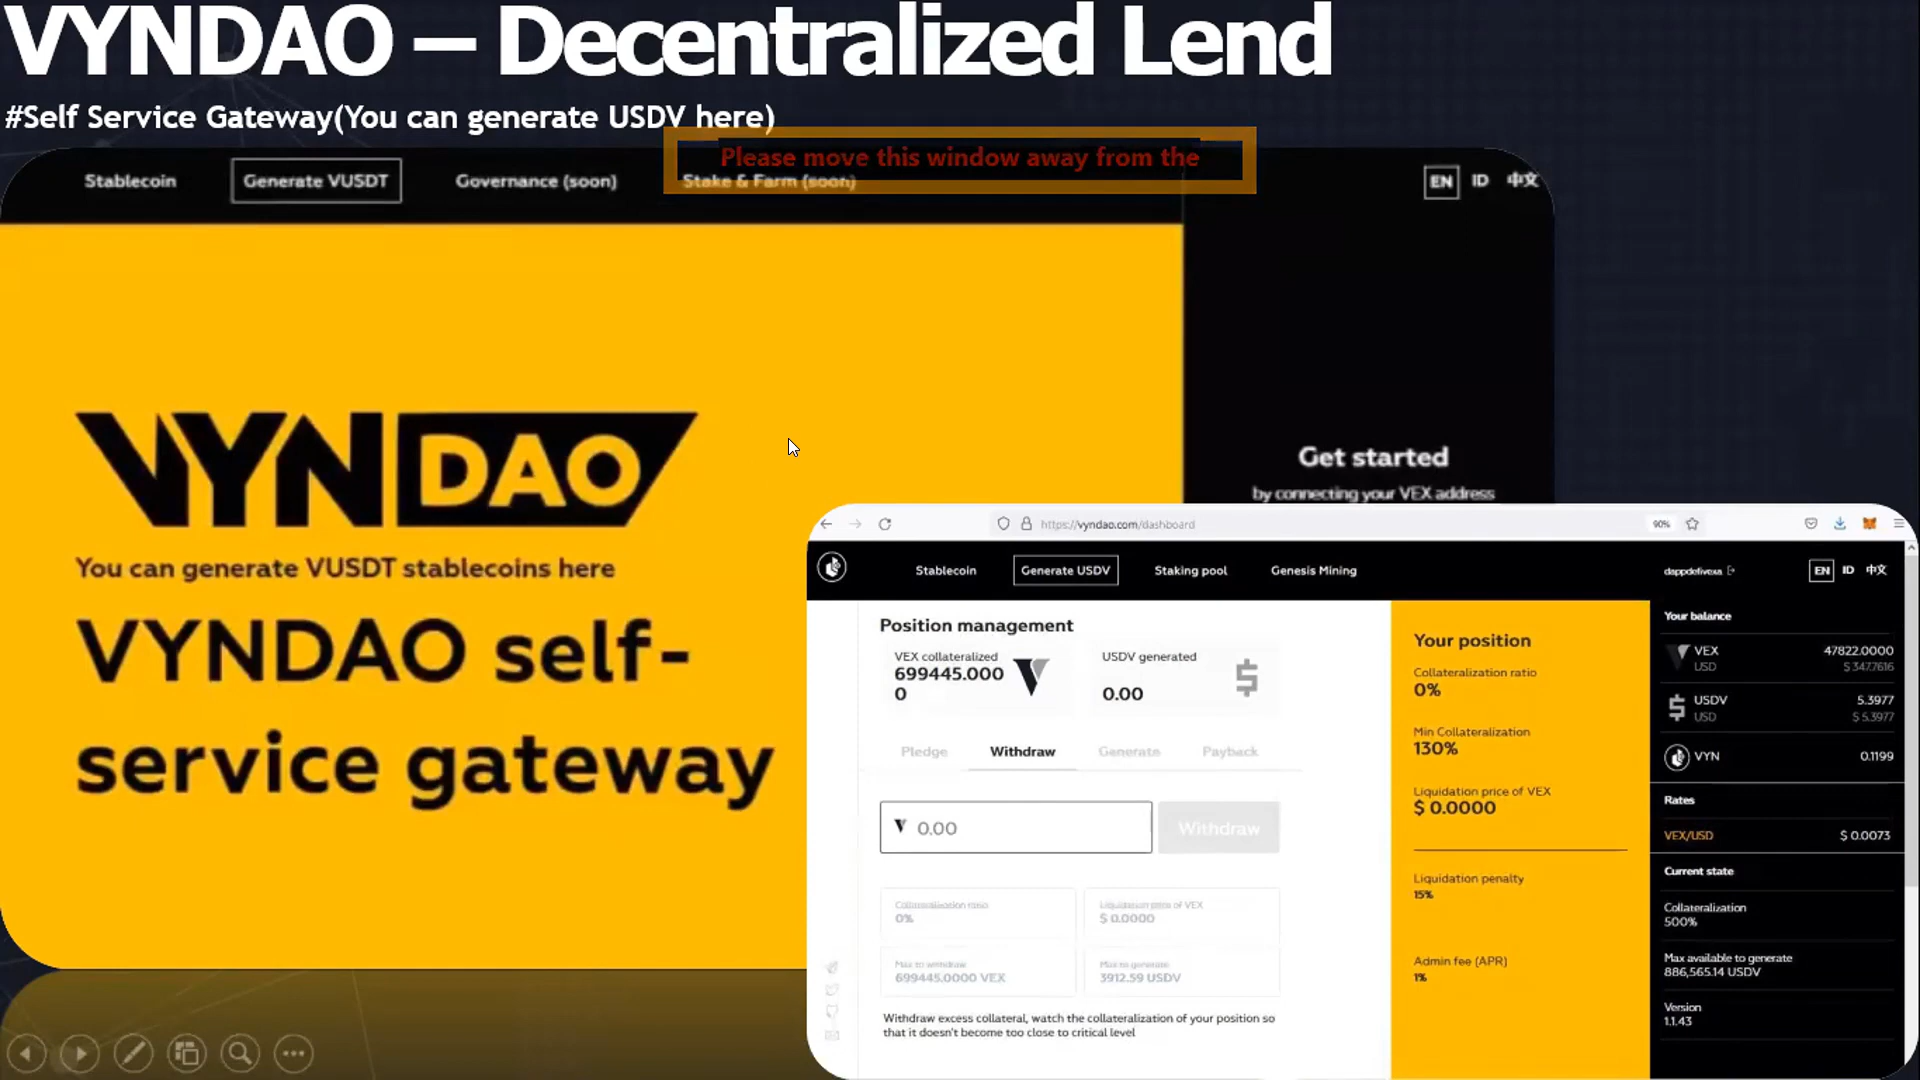 VYNDAO – Decentralized Lend
#Self Service Gateway(You can generate USDV here)
Please move this window away from the
Stablecoin
Generate VUSDT
Governance (soon)
Stake & Farm (soon)
EN
ID
中文
VYNDAO
You can generate VUSDT stablecoins here
VYNDAO self-
service gateway
Get started
by connecting your VEX address
https://vyndao.com/dashboard
90%
Stablecoin
Generate USDV
Staking pool
Genesis Mining
dappdefivexa
EN
ID
中文
Position management
VEX collateralized
699445.000
0
USDV generated
0.00
Pledge
Withdraw
Generate
Payback
0.00
Withdraw
Collateralization ratio
0%
Liquidation price of VEX
$ 0.0000
Max to withdraw
699445.0000 VEX
Max to generate
3912.59 USDV
Withdraw excess collateral, watch the collateralization of your position so
that it doesn't become too close to critical level
Your position
Collateralization ratio
0%
Min Collateralization
130%
Liquidation price of VEX
$ 0.0000
Liquidation penalty
15%
Admin fee (APR)
1%
Your balance
VEX
47822.0000
USD
$ 347.7616
USDV
5.3977
USD
$ 5.3977
VYN
0.1199
Rates
VEX/USD
$ 0.0073
Current state
Collateralization
500%
Max available to generate
886,565.14 USDV
Version
1.1.43